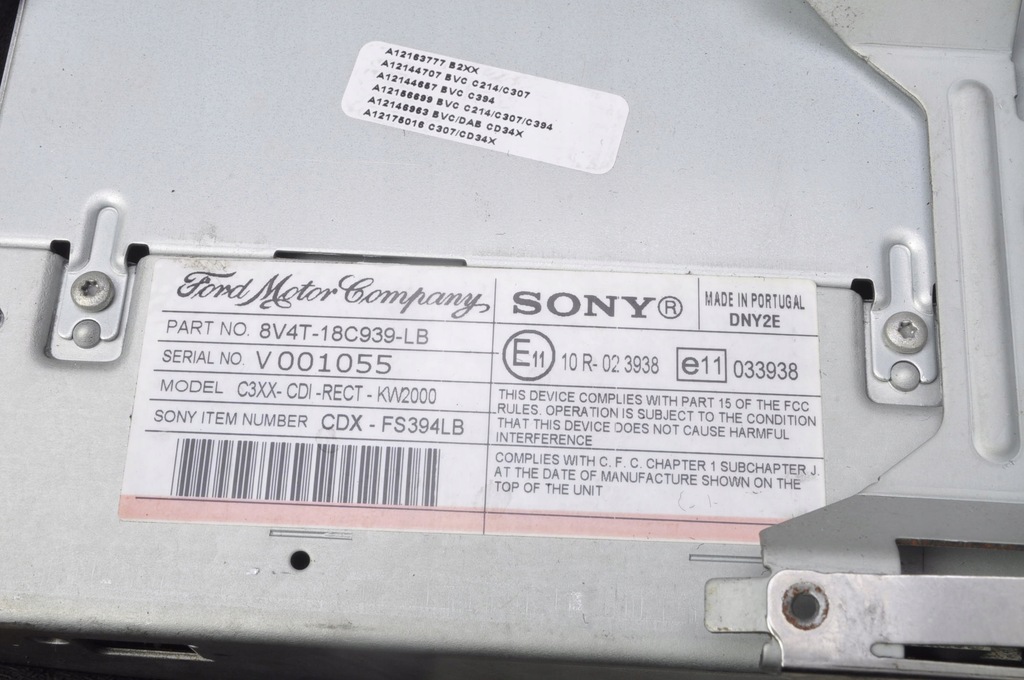 A12163777 B2XX
A12144707 BVC C214/C307
A12144667 BVC C394
A12156699 BVC C214/C307/C394
A12146963 BVC/DAB CD34X
A12175016 C307/CD34X
Ford Motor Company
SONY®
MADE IN PORTUGAL
DNY2E
PART NO. 8V4T-18C939-LB
SERIAL NO. V001055
MODEL C3XX- CDI -RECT - KW2000
SONY ITEM NUMBER CDX - FS394LB
E11 10 R- 02 3938 e11 033938
THIS DEVICE COMPLIES WITH PART 15 OF THE FCC
RULES. OPERATION IS SUBJECT TO THE CONDITION
THAT THIS DEVICE DOES NOT CAUSE HARMFUL
INTERFERENCE
COMPLIES WITH C. F. C. CHAPTER 1 SUBCHAPTER J.
AT THE DATE OF MANUFACTURE SHOWN ON THE
TOP OF THE UNIT